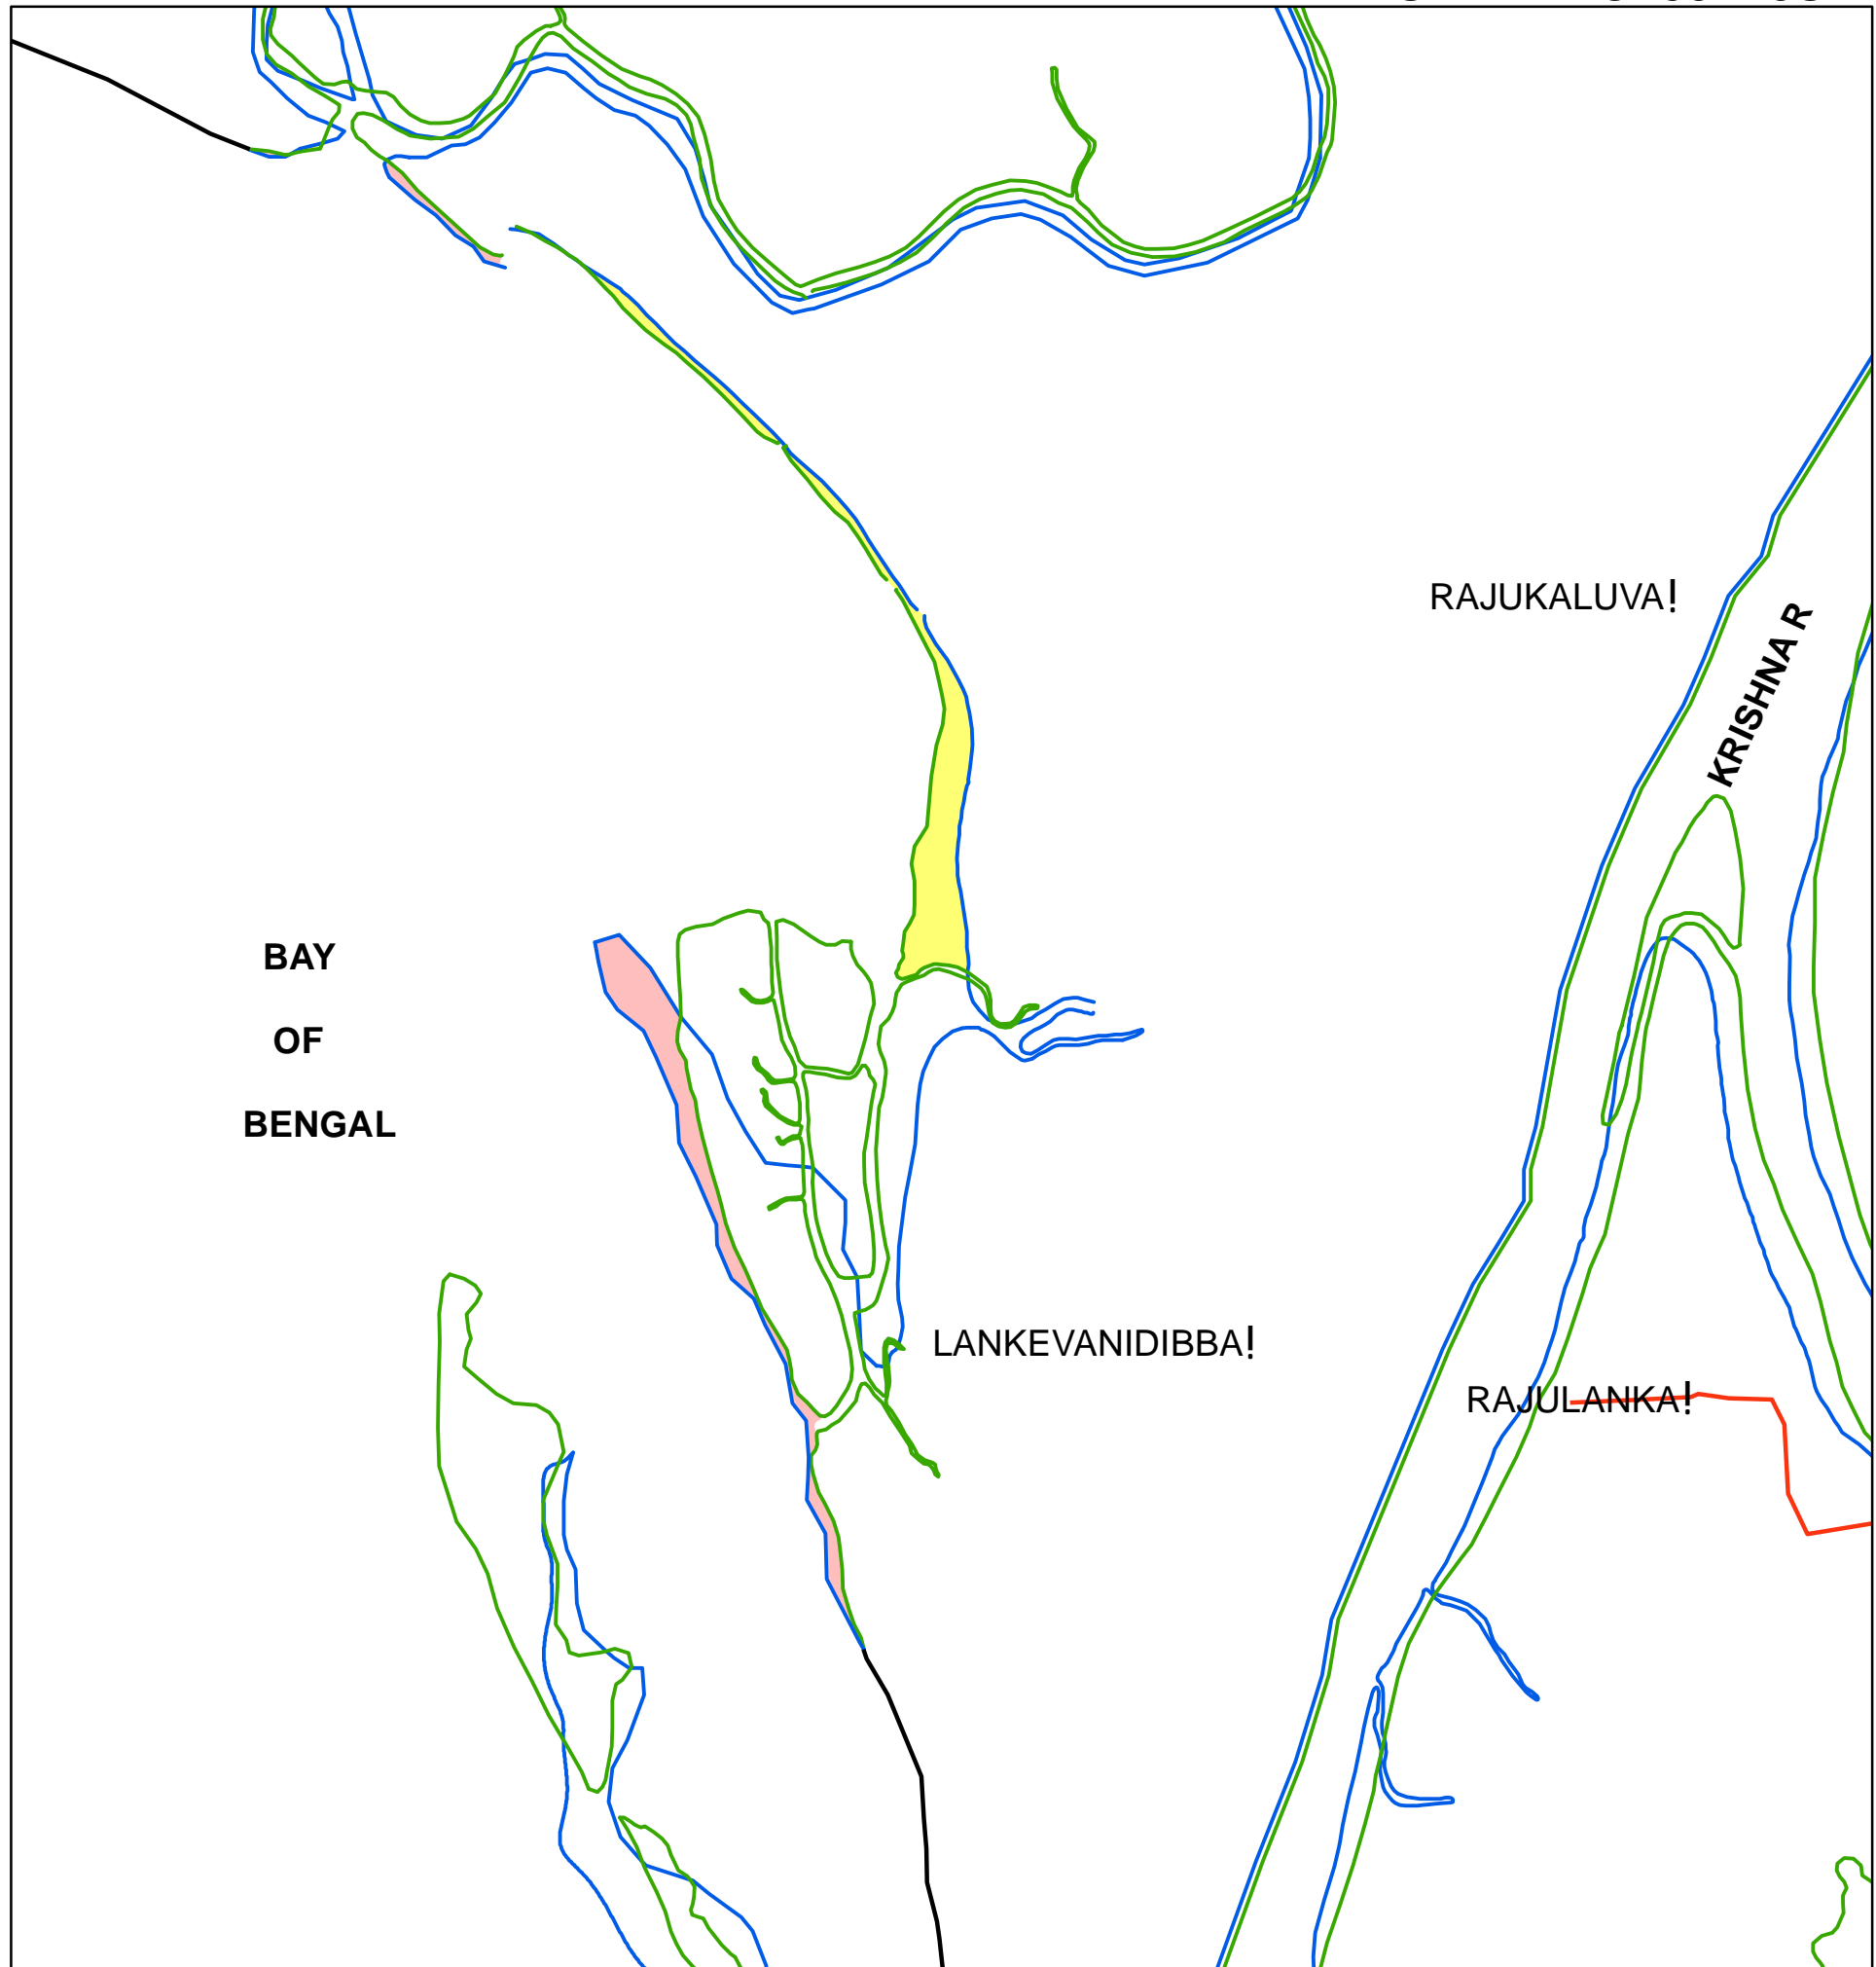 RAJUKALUVA!
KRISHNA R
BAY
OF
BENGAL
LANKEVANIDIBBA!
RAJULANKA!